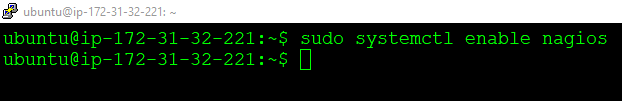 ubuntu@ip-172-31-32-221: ~
ubuntu@ip-172-31-32-221:~$ sudo systemctl enable nagios
ubuntu@ip-172-31-32-221:~$